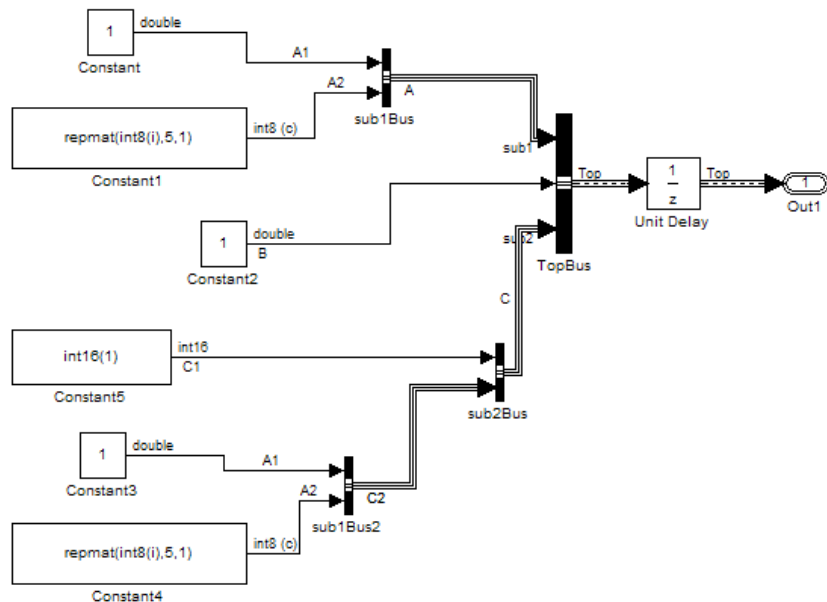 1
double
Constant
A1
A2
repmat(int8(i),5,1)
int8 (c)
Constant1
sub1Bus
A
sub1
Top
1
z
Unit Delay
Top
1
Out1
1
double
B
Constant2
sub2
TopBus
C
int16(1)
int16
C1
Constant5
sub2Bus
1
double
Constant3
A1
A2
C2
sub1Bus2
repmat(int8(i),5,1)
int8 (c)
Constant4